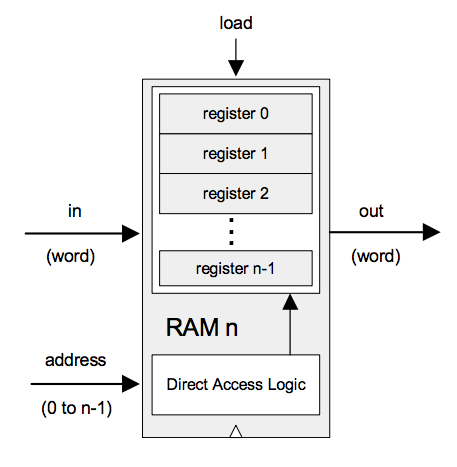 load
register 0
register 1
register 2
in
(word)
out
(word)
register n-1
RAM n
address
(0 to n-1)
Direct Access Logic